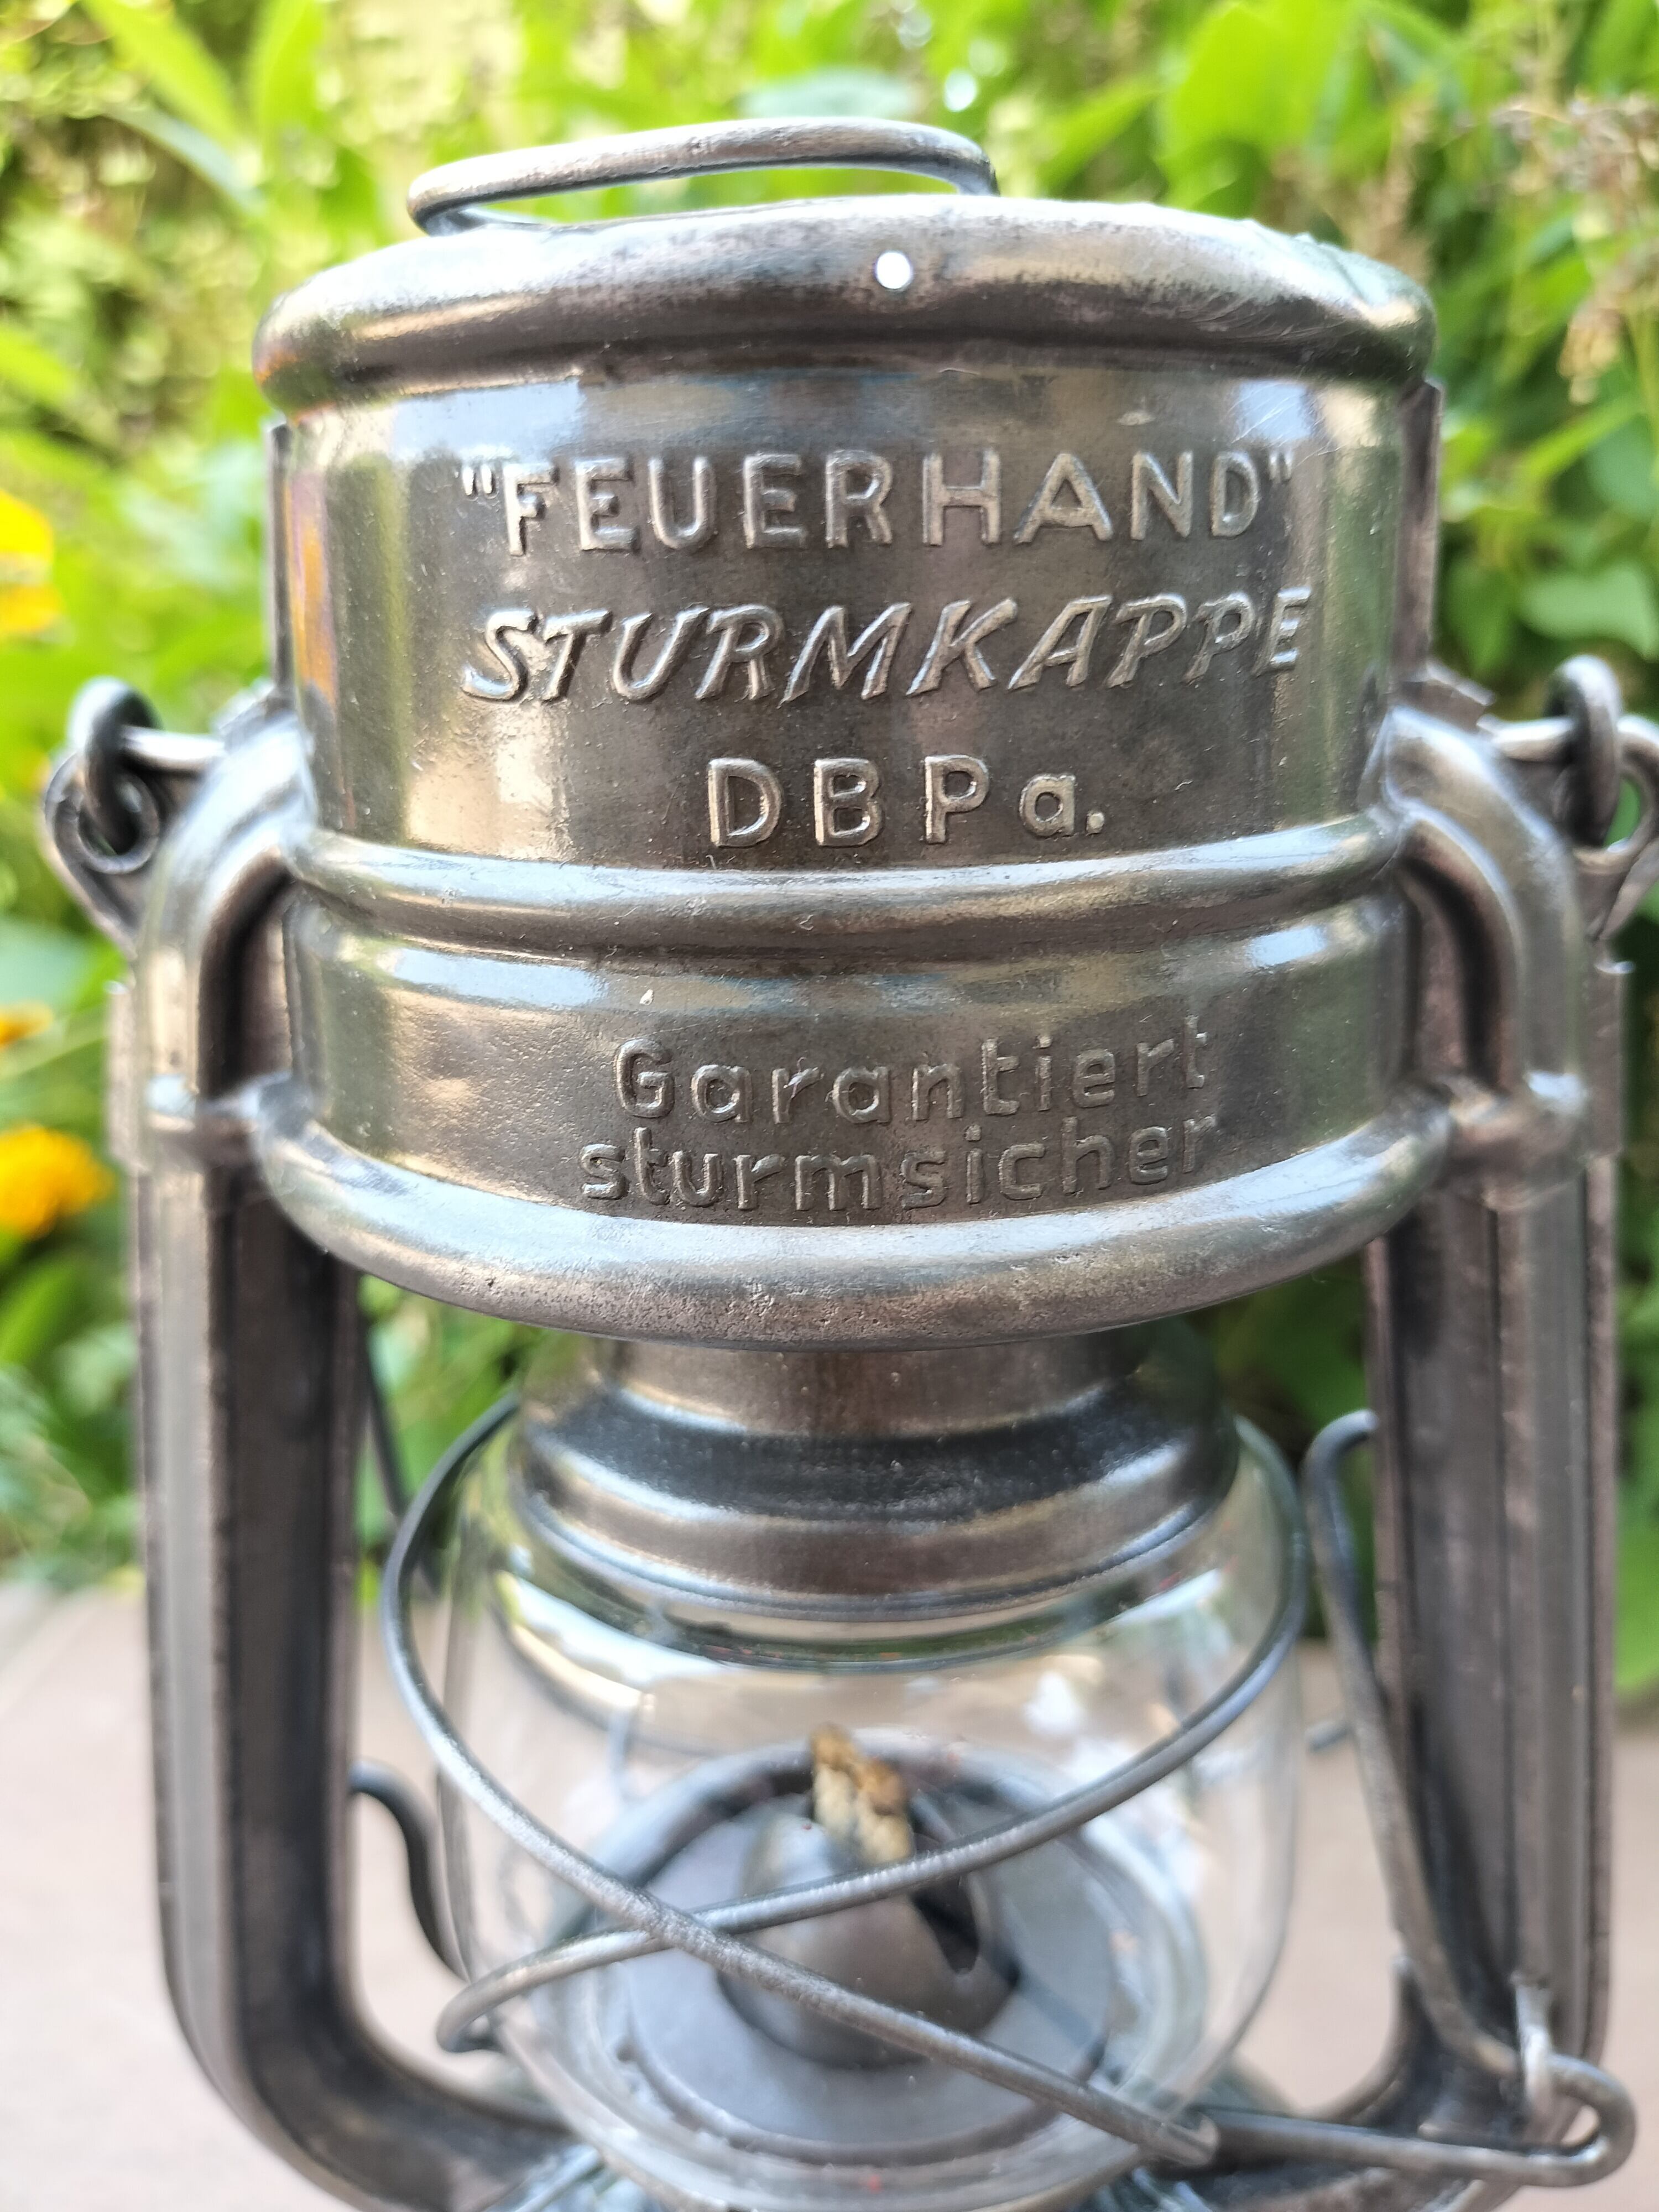 "FEUERHAND"
STURMKAPPE
DBPa.
Garantiert
sturmsicher